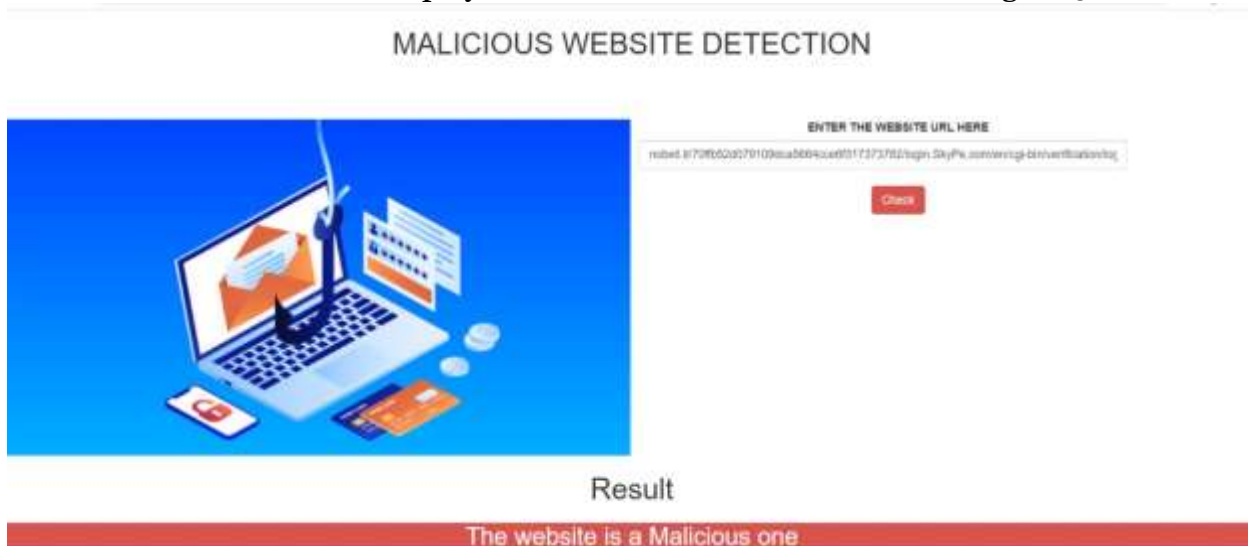 MALICIOUS WEBSITE DETECTION
ENTER THE WEBSITE URL HERE
Check
Result
The website is a Malicious one